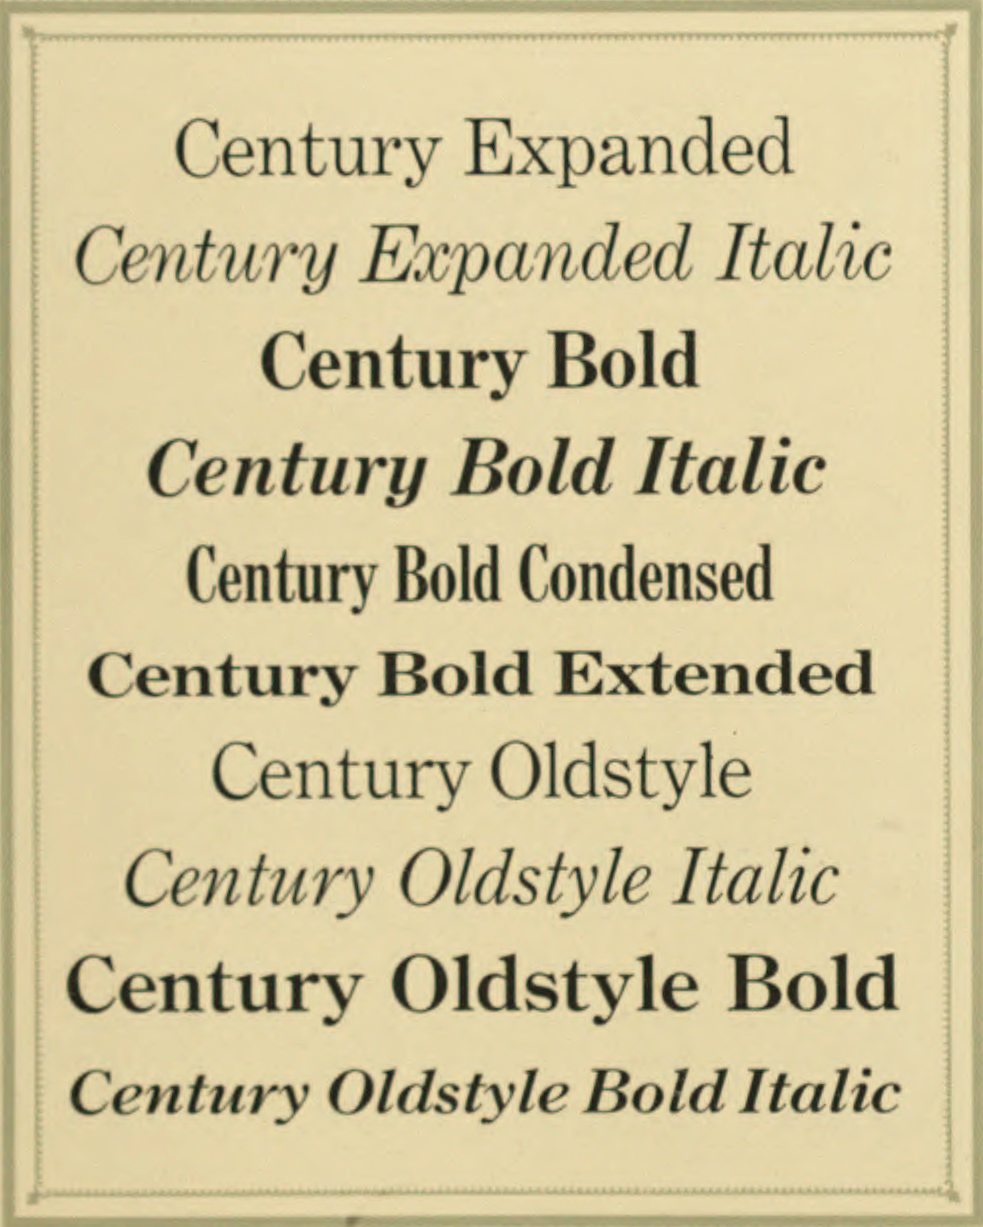 Century Expanded
Century Expanded Italic
Century Bold
Century Bold Italic
Century Bold Condensed
Century Bold Extended
Century Oldstyle
Century Oldstyle Italic
Century Oldstyle Bold
Century Oldstyle Bold Italic